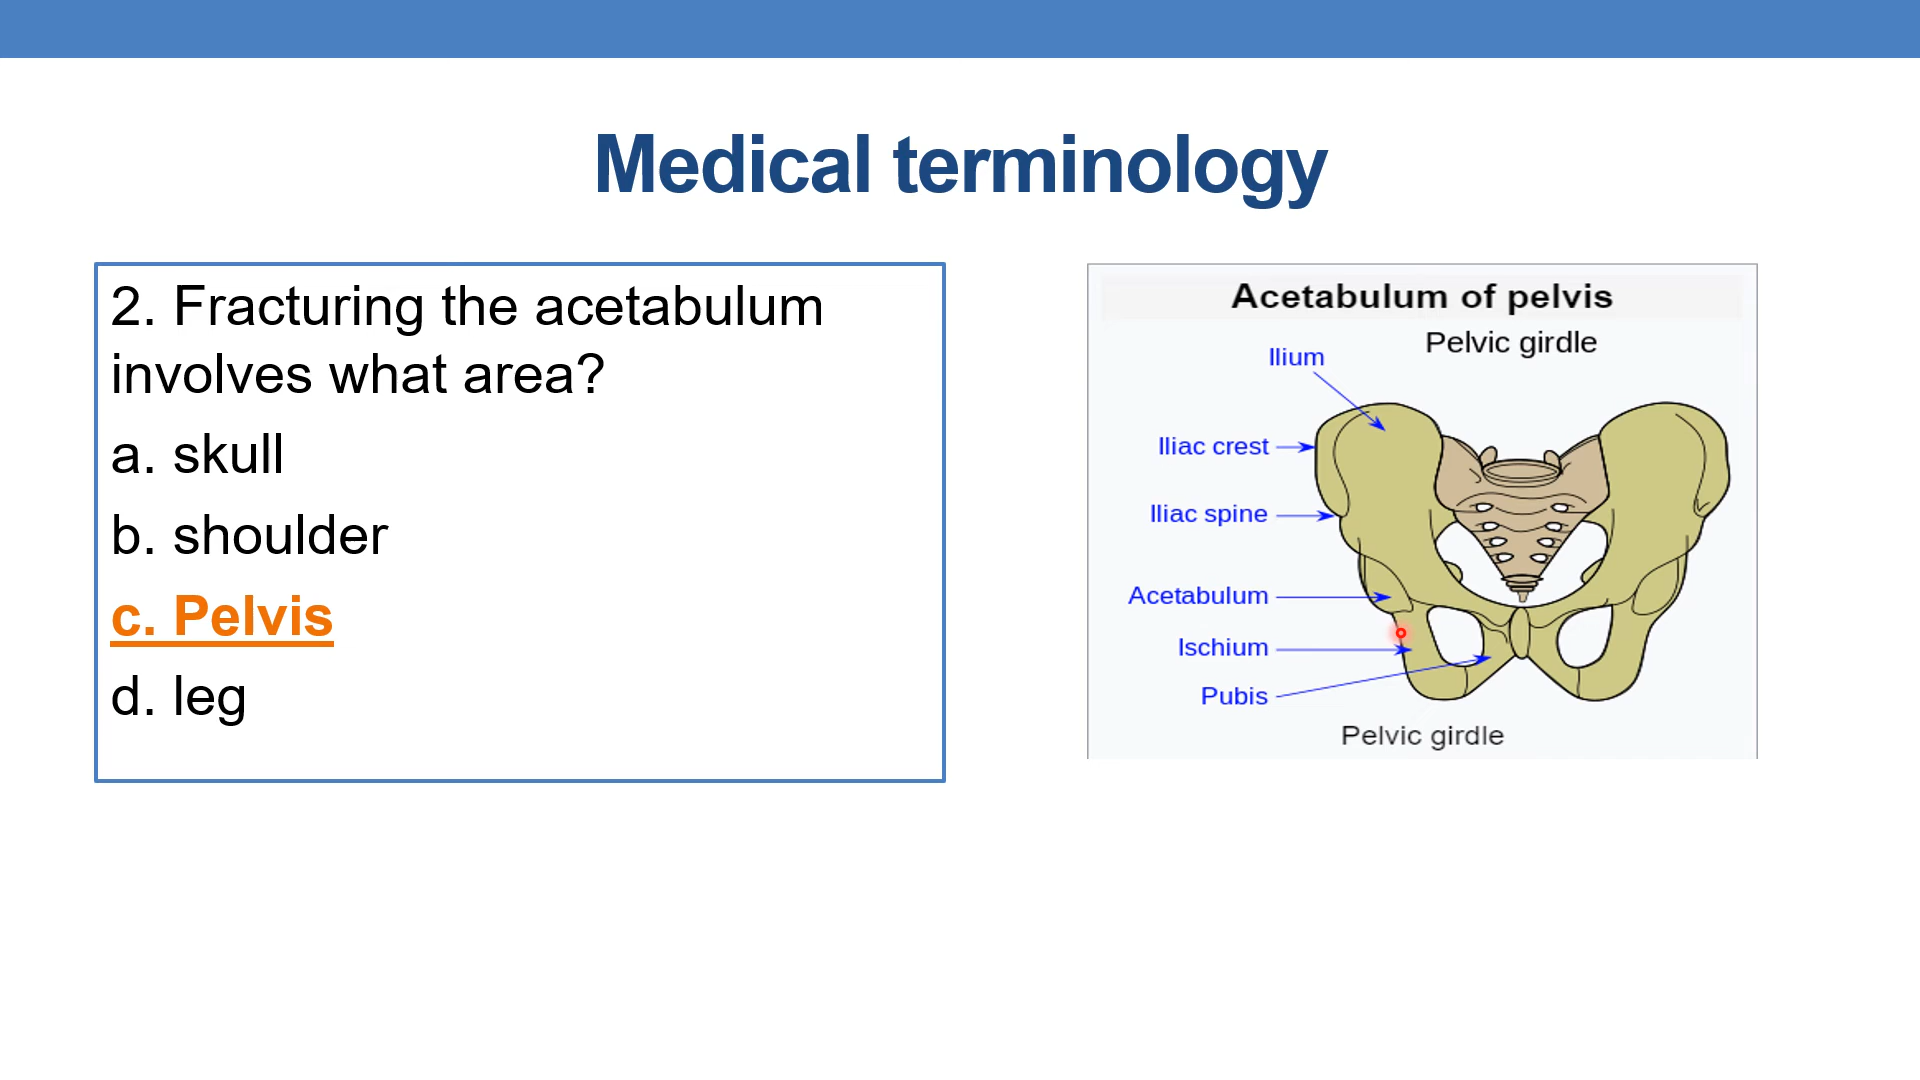 Medical terminology
2. Fracturing the acetabulum
involves what area?
a. skull
b. shoulder
c. Pelvis
d. leg
Acetabulum of pelvis
Pelvic girdle
Ilium
Iliac crest
Iliac spine
Acetabulum
Ischium
Pubis
Pelvic girdle